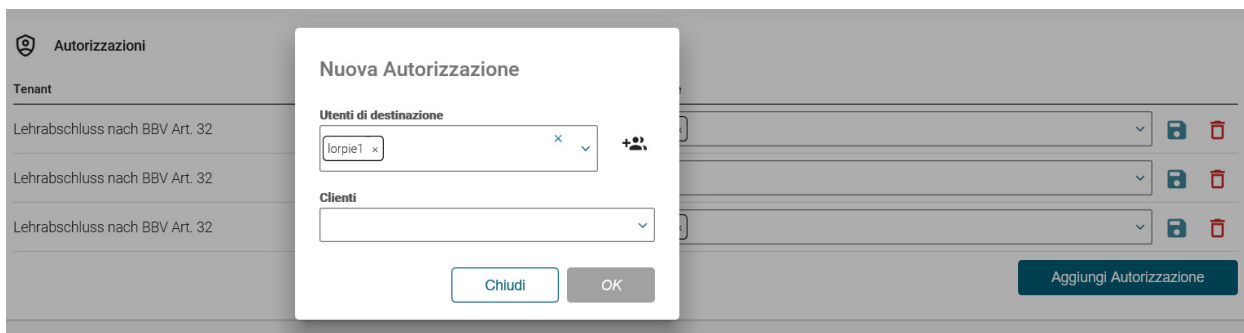 Autorizzazioni
Nuova Autorizzazione
Tenant
Utenti di destinazione
lorpie1 ×
Lehrabschluss nach BBV Art. 32
Lehrabschluss nach BBV Art. 32
Clienti
Lehrabschluss nach BBV Art. 32
Chiudi
OK
Aggiungi Autorizzazione